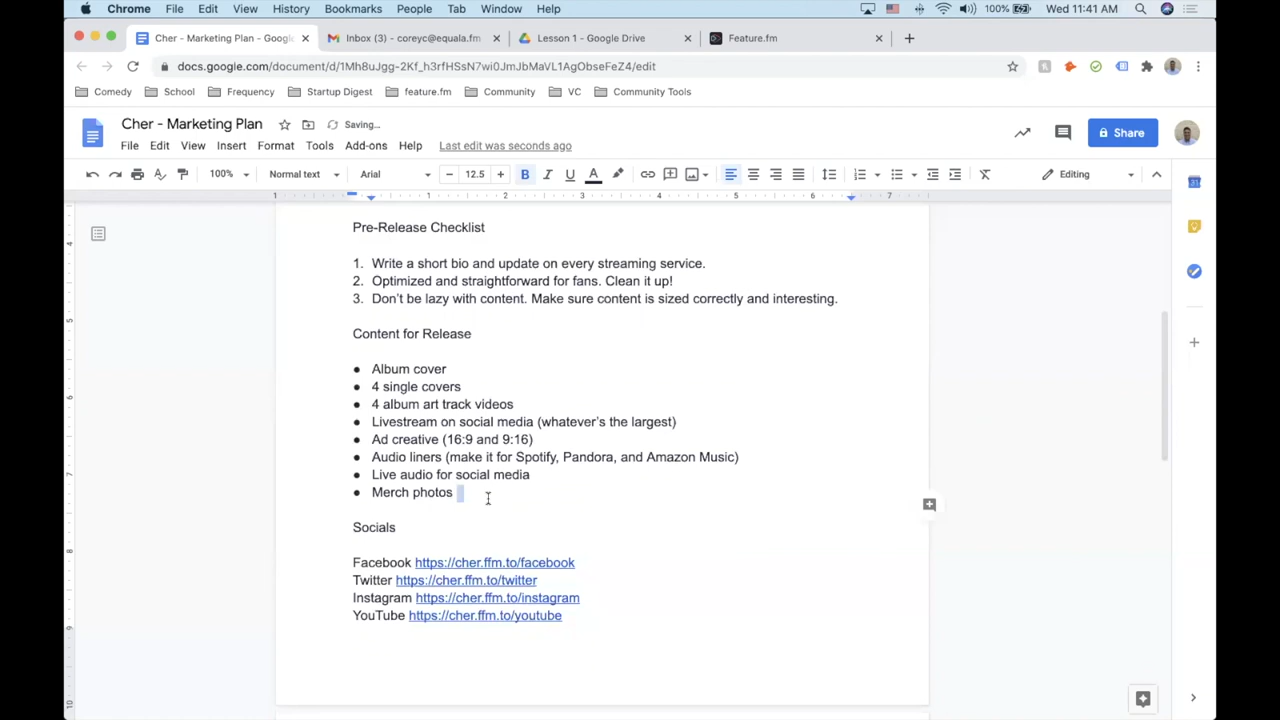 Chrome File Edit View History Bookmarks People Tab Window Help 100% Wed 11:41 AM
Cher - Marketing Plan - Google Inbox (3) - coreyc@equala.fm Lesson 1 - Google Drive Feature.fm
docs.google.com/document/d/1Mh8uJgg-2Kf_h3rfHSsN7wi0JmJbMaVL1AgObseFeZ4/edit
Comedy School Frequency Startup Digest feature.fm Community VC Community Tools
Cher - Marketing Plan Saving…
File Edit View Insert Format Tools Add-ons Help Last edit was seconds ago Share
100% Normal text Arial 12.5 Editing
1 1 2 3 4 5 6 7
Pre-Release Checklist
1. Write a short bio and update on every streaming service.
2. Optimized and straightforward for fans. Clean it up!
3. Don't be lazy with content. Make sure content is sized correctly and interesting.
Content for Release
● Album cover
● 4 single covers
● 4 album art track videos
● Livestream on social media (whatever's the largest)
● Ad creative (16:9 and 9:16)
● Audio liners (make it for Spotify, Pandora, and Amazon Music)
● Live audio for social media
● Merch photos
Socials
Facebook https://cher.ffm.to/facebook
Twitter https://cher.ffm.to/twitter
Instagram https://cher.ffm.to/instagram
YouTube https://cher.ffm.to/youtube